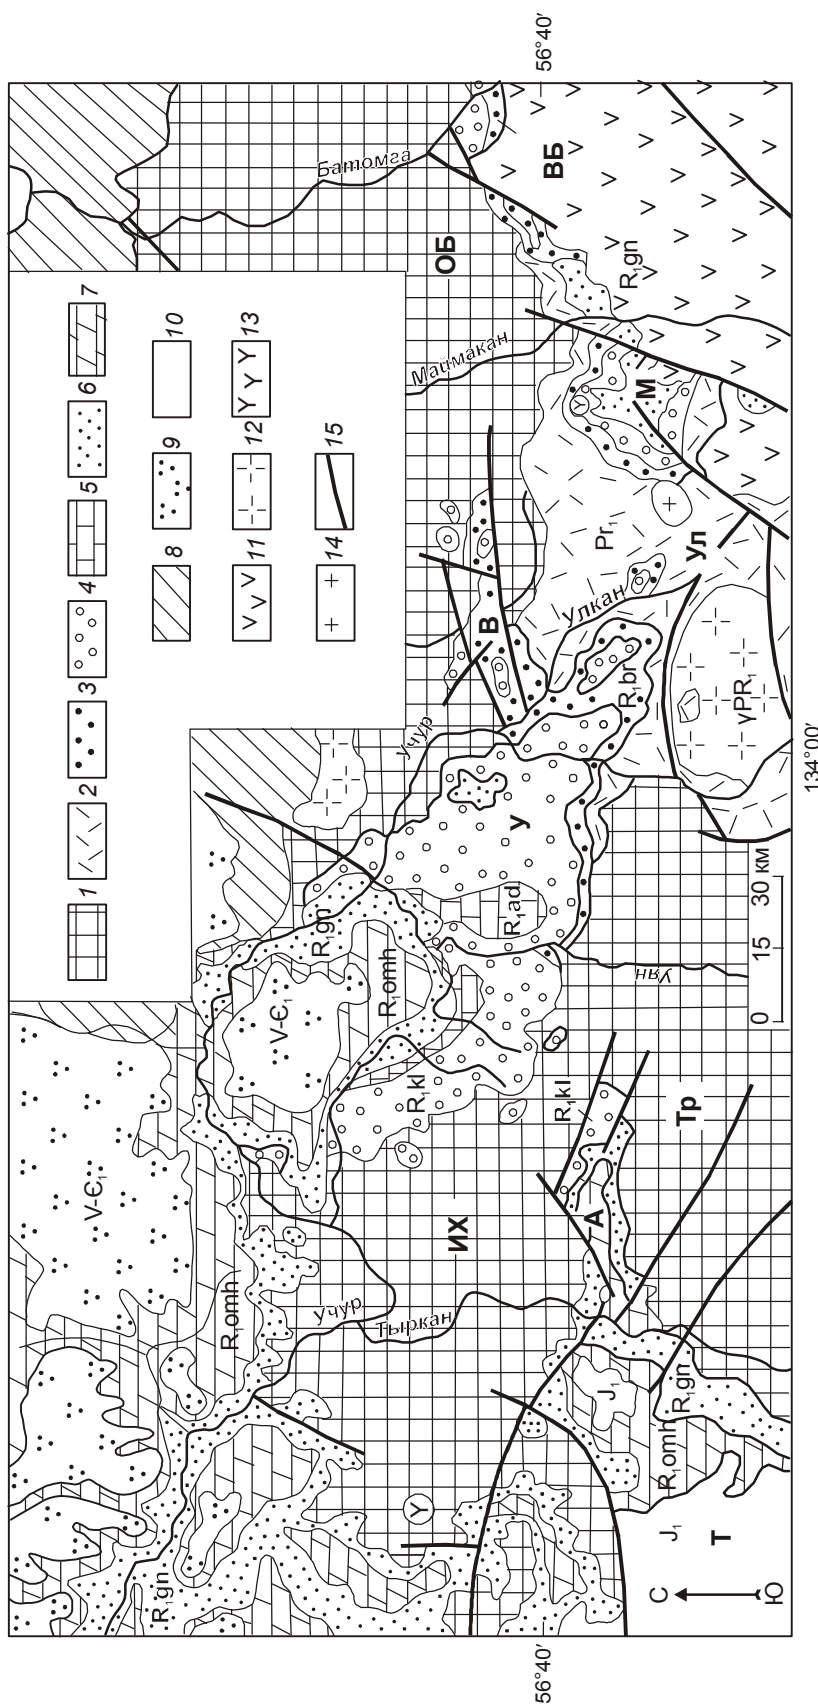 56°40′
56°40′
134°00′
1
2
3
4
5
6
7
8
9
10
11
12
13
14
15
Батомга
ОБ
ВБ
R₁gn
Маймакан
М
Pr₁
Улкан
Ул
В
R₁br
γPR₁
Учур
У
R₁gn
R₁omh
R₁ad
V-Є₁
R₁kl
Уян
0 15 30 км
V-Є₁
R₁kl
Тр
ИХ
А
R₁omh
Учур
Тыркан
J₁
R₁gn
R₁omh
J₁
Т
R₁gn
С
Ю